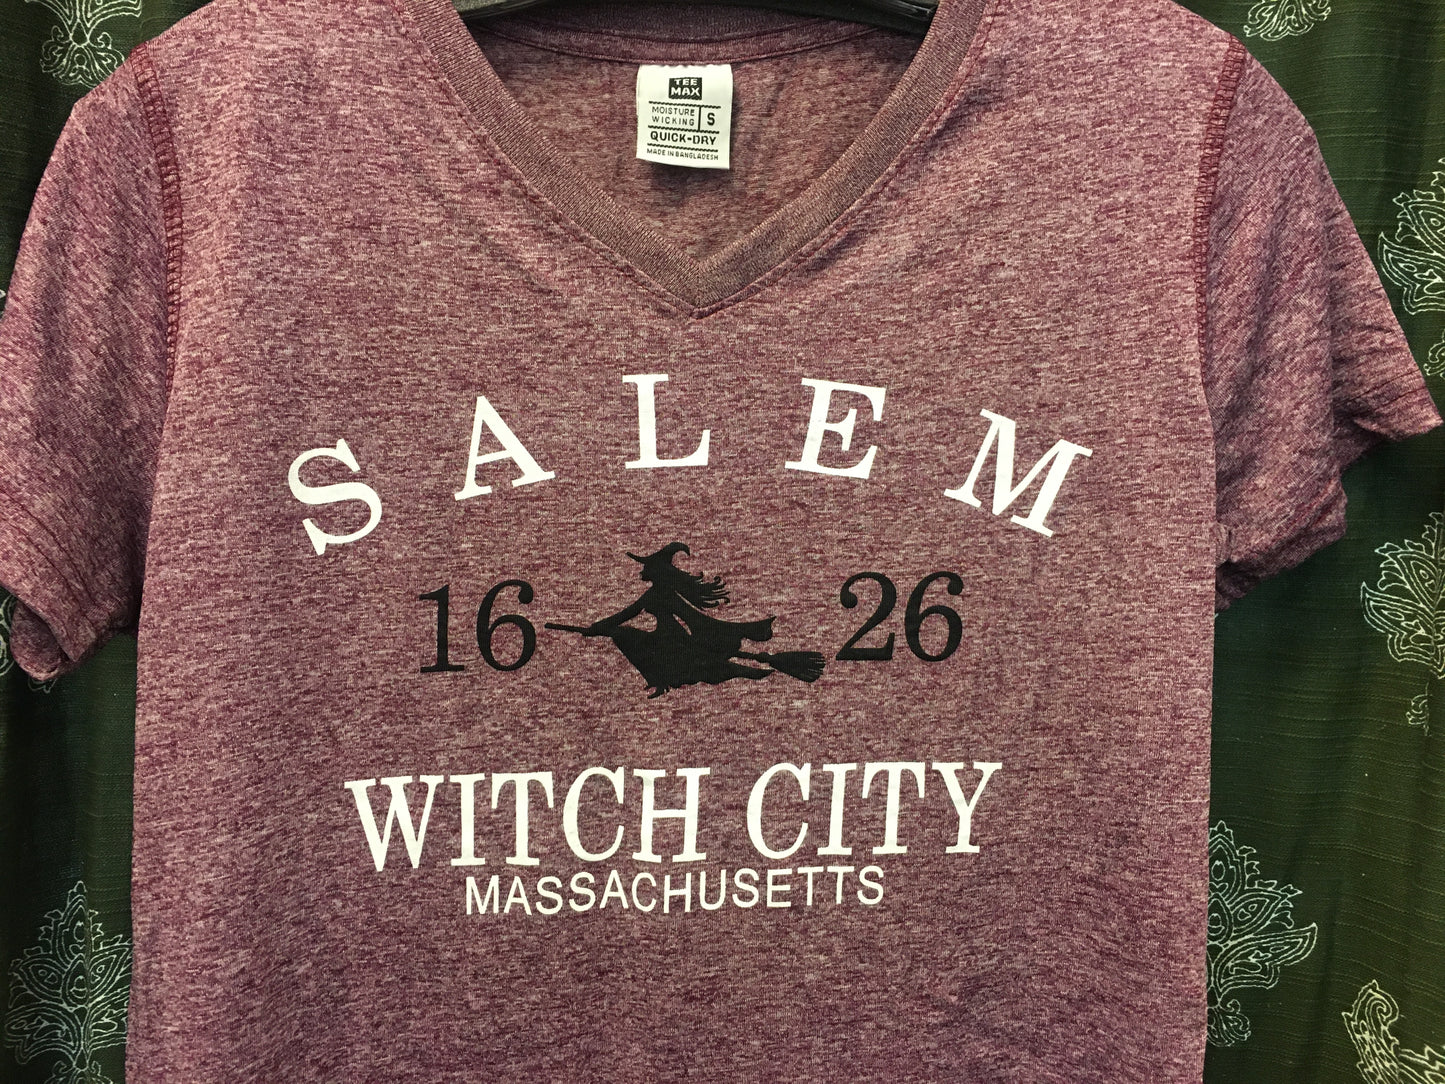 TEE
MAX
MOISTURE
WICKING S
QUICK-DRY
MADE IN BANGLADESH
SALEM
16 26
WITCH CITY
MASSACHUSETTS